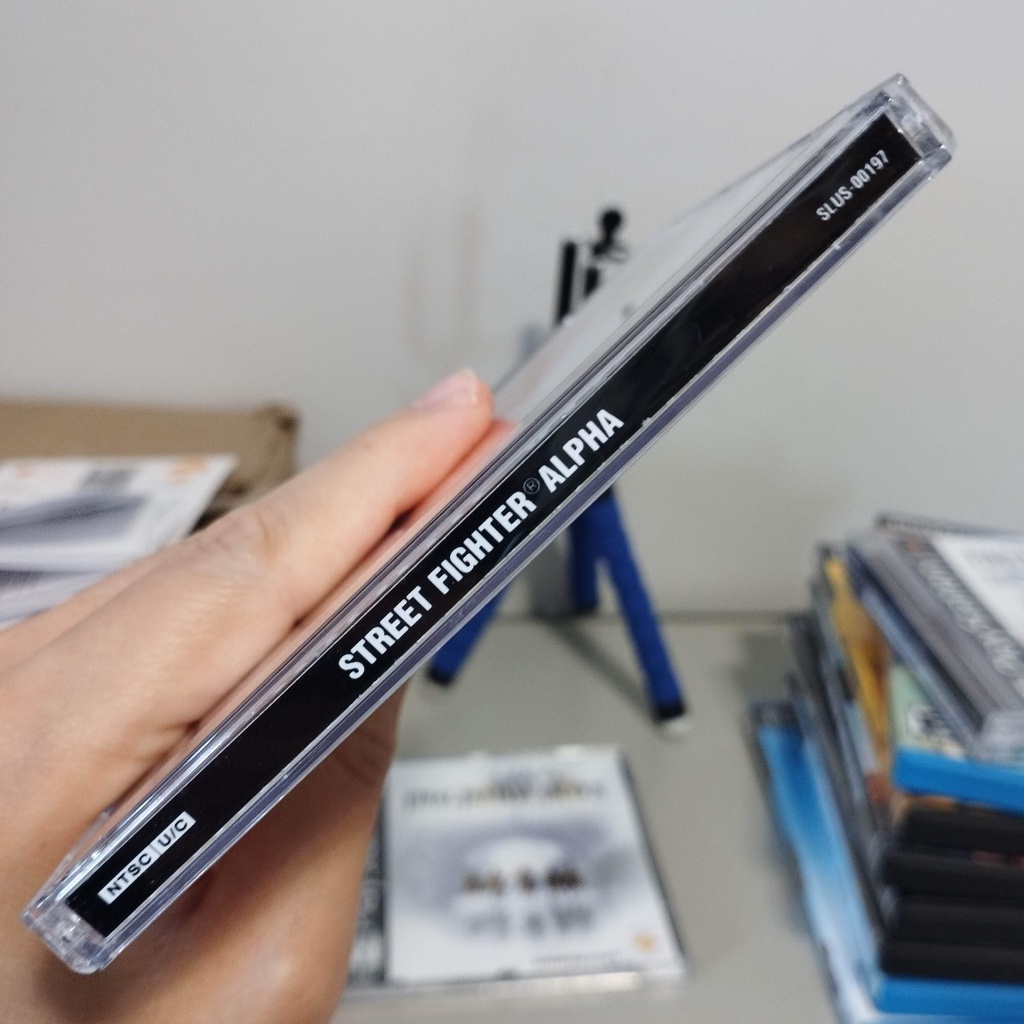 NTSC U/C
STREET FIGHTER® ALPHA
SLUS-00197